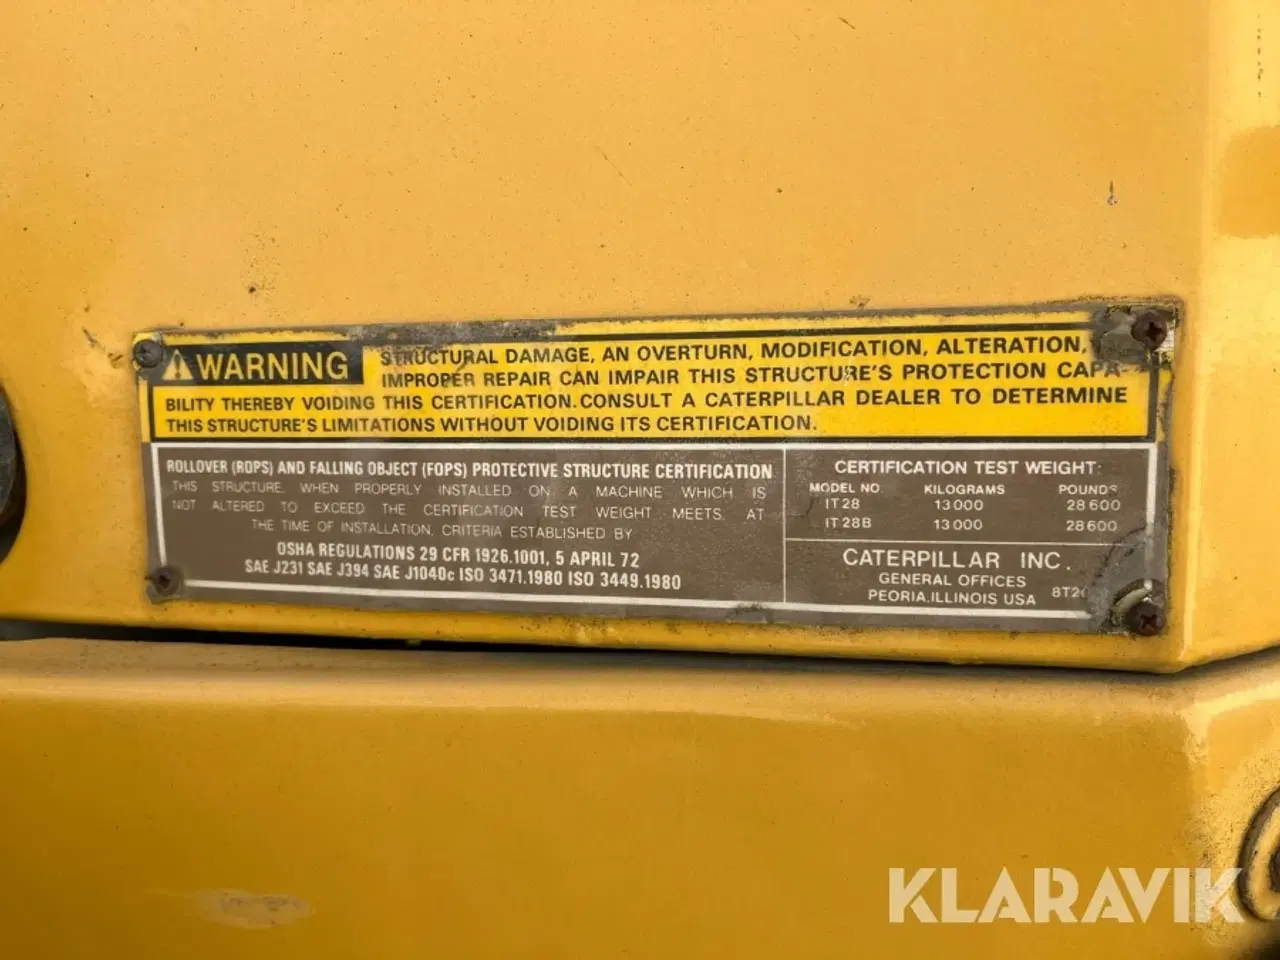 WARNING
STRUCTURAL DAMAGE, AN OVERTURN, MODIFICATION, ALTERATION,
IMPROPER REPAIR CAN IMPAIR THIS STRUCTURE'S PROTECTION CAPA-
BILITY THEREBY VOIDING THIS CERTIFICATION. CONSULT A CATERPILLAR DEALER TO DETERMINE
THIS STRUCTURE'S LIMITATIONS WITHOUT VOIDING ITS CERTIFICATION.
ROLLOVER (ROPS) AND FALLING OBJECT (FOPS) PROTECTIVE STRUCTURE CERTIFICATION
THIS STRUCTURE, WHEN PROPERLY INSTALLED ON A MACHINE WHICH IS
NOT ALTERED TO EXCEED THE CERTIFICATION TEST WEIGHT MEETS, AT
THE TIME OF INSTALLATION, CRITERIA ESTABLISHED BY
OSHA REGULATIONS 29 CFR 1926.1001, 5 APRIL 72
SAE J231 SAE J394 SAE J1040c ISO 3471.1980 ISO 3449.1980
CERTIFICATION TEST WEIGHT:
MODEL NO. KILOGRAMS POUNDS
IT28 13000 28600
IT28B 13000 28600
CATERPILLAR INC.
GENERAL OFFICES
PEORIA, ILLINOIS USA
KLARAVIK